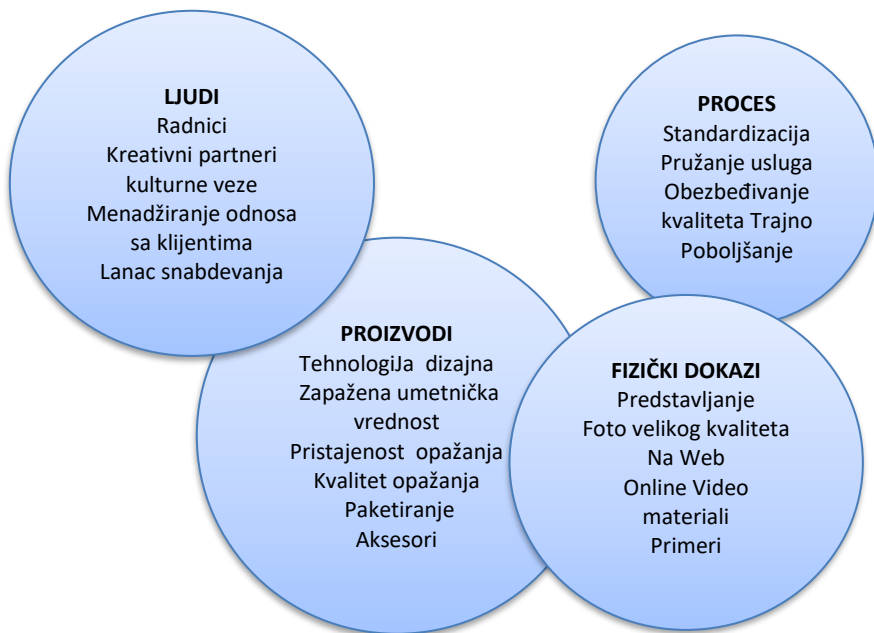 LJUDI
Radnici
Kreativni partneri
kulturne veze
Menadžiranje odnosa
sa klijentima
Lanac snabdevanja
PROCES
Standardizacija
Pružanje usluga
Obezbeđivanje
kvaliteta Trajno
Poboljšanje
PROIZVODI
TehnologiJa dizajna
Zapažena umetnička
vrednost
Pristajenost opažanja
Kvalitet opažanja
Paketiranje
Aksesori
FIZIČKI DOKAZI
Predstavljanje
Foto velikog kvaliteta
Na Web
Online Video
materiali
Primeri